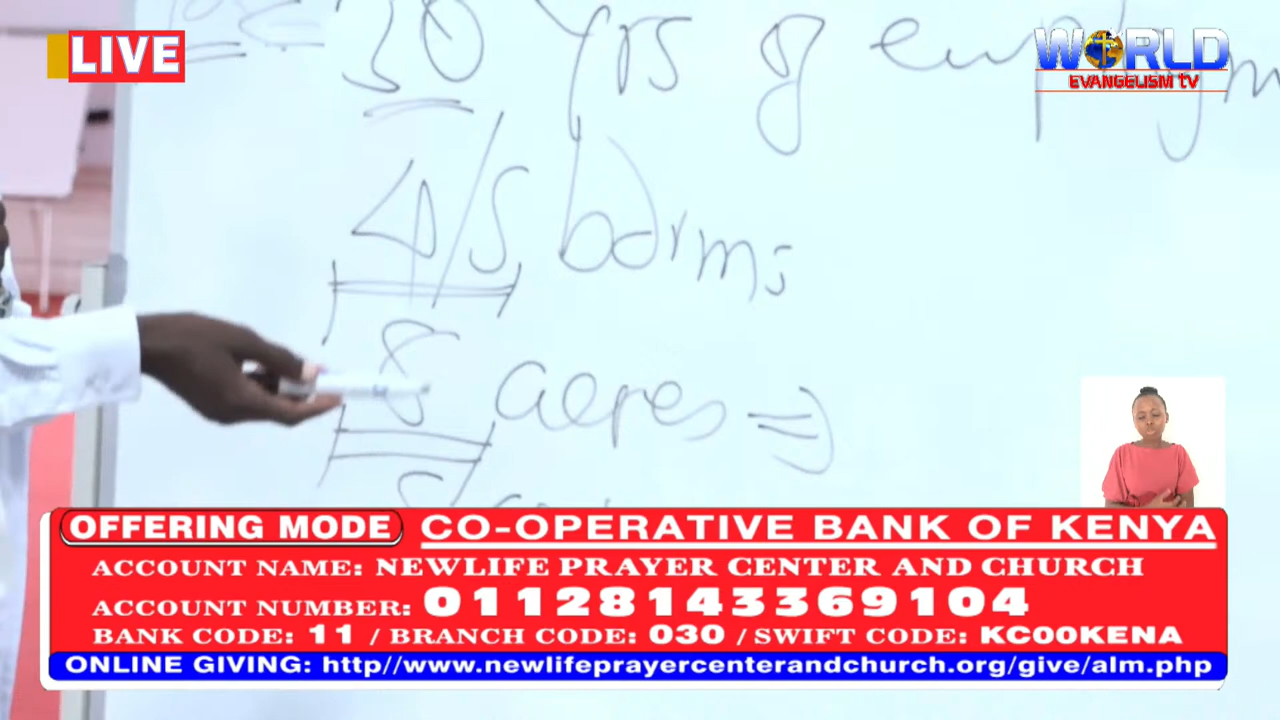 LIVE
WORLD
EVANGELISM TV
30 Yrs of
4/5 bdrms
8 acres =>
OFFERING MODE CO-OPERATIVE BANK OF KENYA
ACCOUNT NAME: NEWLIFE PRAYER CENTER AND CHURCH
ACCOUNT NUMBER: 01128143369104
BANK CODE: 11 / BRANCH CODE: 030 / SWIFT CODE: KC00KENA
ONLINE GIVING: http//www.newlifeprayercenterandchurch.org/give/alm.php